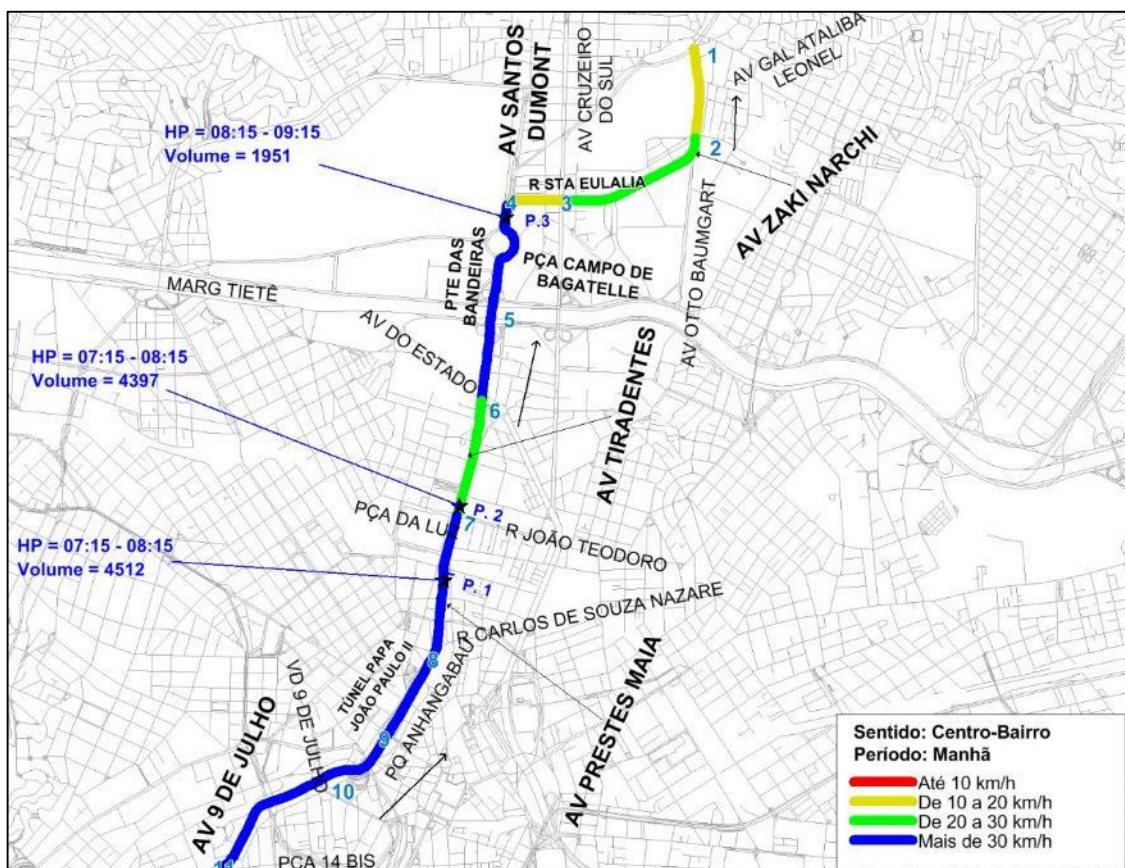 AV SANTOS
DUMONT
AV CRUZEIRO
DO SUL
1
AV GAL ATALIBA
LEONEL
HP = 08:15 - 09:15
Volume = 1951
2
R STA EULALIA
AV ZAKI NARCHI
4
3
P.3
PTE DAS
BANDEIRAS
PÇA CAMPO DE
BAGATELLE
AV OTTO BAUMGART
MARG TIETÊ
5
AV DO ESTADO
HP = 07:15 - 08:15
Volume = 4397
6
AV TIRADENTES
PÇA DA LUZ
P. 2
7
R JOÃO TEODORO
HP = 07:15 - 08:15
Volume = 4512
P. 1
R CARLOS DE SOUZA NAZARE
8
TÚNEL PAPA
JOÃO PAULO II
VD 9 DE JULHO
PQ ANHANGABAÚ
AV PRESTES MAIA
9
AV 9 DE JULHO
10
11
PÇA 14 BIS
Sentido: Centro-Bairro
Período: Manhã
Até 10 km/h
De 10 a 20 km/h
De 20 a 30 km/h
Mais de 30 km/h